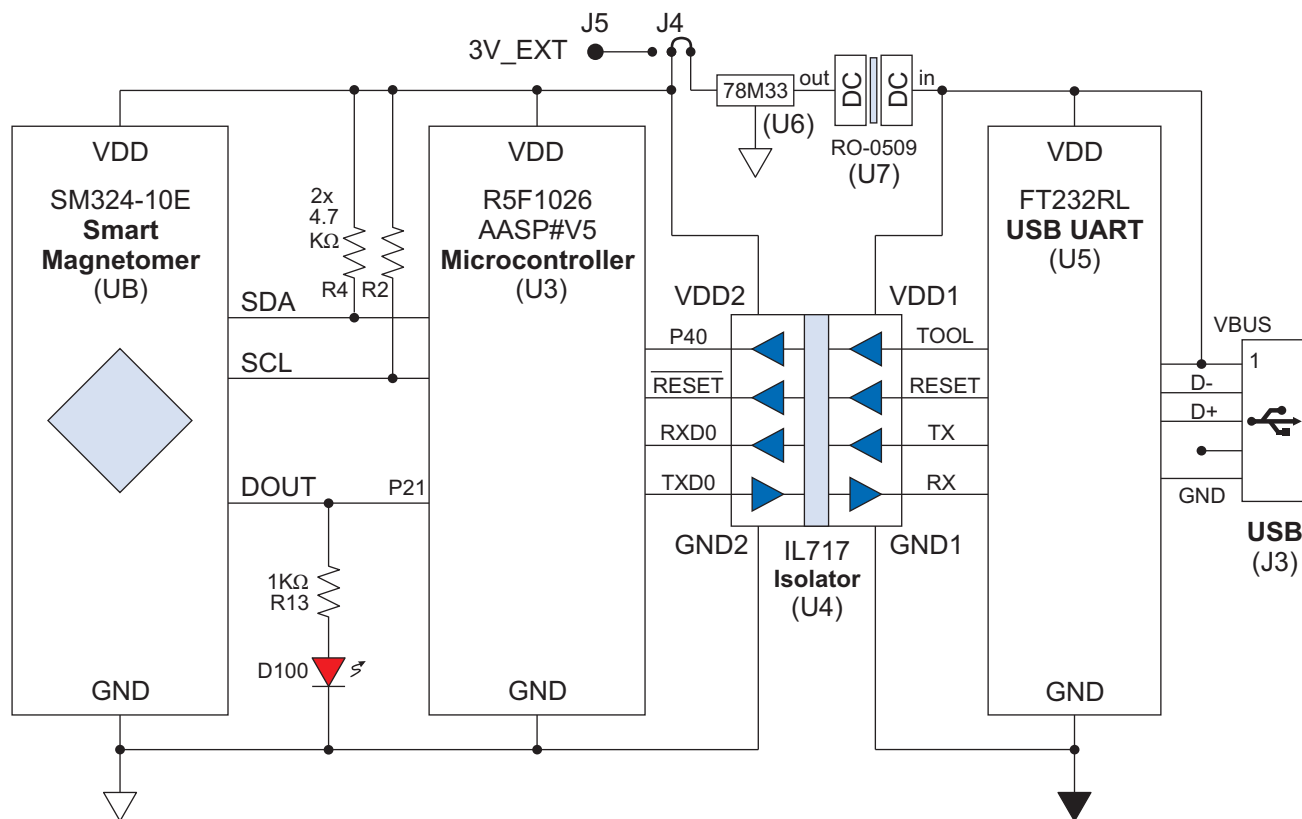 J5
J4
3V_EXT
78M33
(U6)
out
DC
DC
in
RO-0509
(U7)
VDD
SM324-10E
Smart
Magnetomer
(UB)
SDA
SCL
DOUT
GND
2x
4.7
KΩ
R4
R2
1KΩ
R13
D100
VDD
R5F1026
AASP#V5
Microcontroller
(U3)
P21
GND
P40
RESET
RXD0
TXD0
VDD2
VDD1
GND2
GND1
IL717
Isolator
(U4)
TOOL
RESET
TX
RX
VDD
FT232RL
USB UART
(U5)
GND
VBUS
1
D-
D+
GND
USB
(J3)